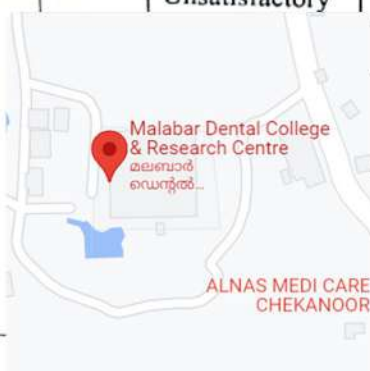 Unsatisfactory
Malabar Dental College
& Research Centre
മലബാർ
ഡെന്റൽ...
ALNAS MEDI CARE
CHEKANOOR